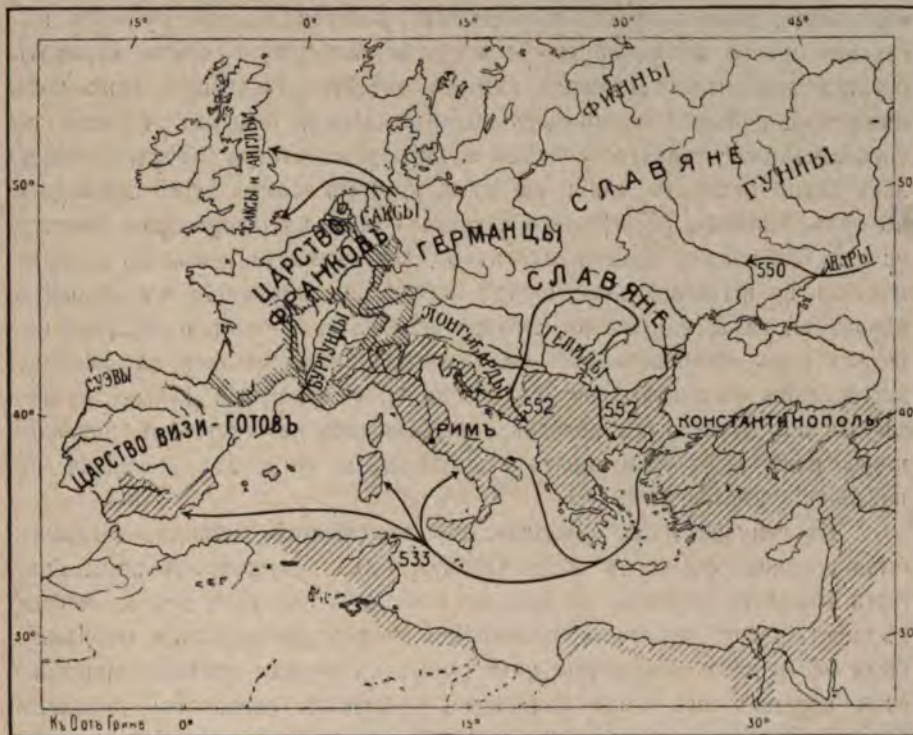 15° 0° 15° 30° 45°
ФИННЫ
СЛАВЯНЕ
ГУННЫ
САКСЫ И АНГЛЫ
50° 50°
САКСЫ
ГЕРМАНЦЫ
ЦАРСТВО
ФРАНКОВЪ
550
АВАРЫ
СЛАВЯНЕ
ЛОНГОБАРДЫ
ГЕПИДЫ
БУРГУНДЫ
СУЭВЫ
552
552
40° 40°
КОНСТАНТИНОПОЛЬ
РИМЪ
ЦАРСТВО ВИЗИ-ГОТОВЪ
533
30° 30°
Къ Вотъ Гринв
0° 15° 30°